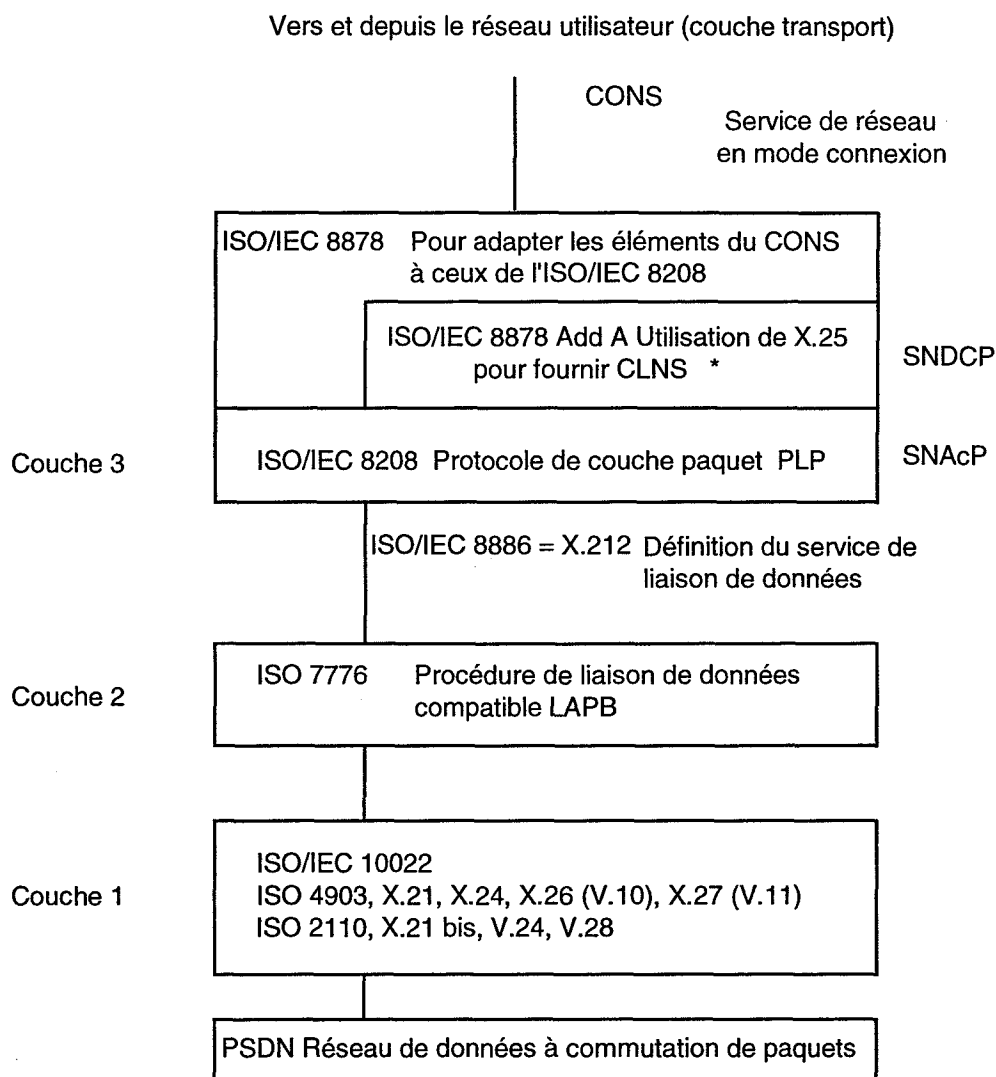 Vers et depuis le réseau utilisateur (couche transport)
CONS
Service de réseau
en mode connexion
ISO/IEC 8878 Pour adapter les éléments du CONS
à ceux de l'ISO/IEC 8208
ISO/IEC 8878 Add A Utilisation de X.25
pour fournir CLNS *
SNDCP
Couche 3
ISO/IEC 8208 Protocole de couche paquet PLP
SNAcP
ISO/IEC 8886 = X.212 Définition du service de
liaison de données
Couche 2
ISO 7776 Procédure de liaison de données
compatible LAPB
Couche 1
ISO/IEC 10022
ISO 4903, X.21, X.24, X.26 (V.10), X.27 (V.11)
ISO 2110, X.21 bis, V.24, V.28
PSDN Réseau de données à commutation de paquets